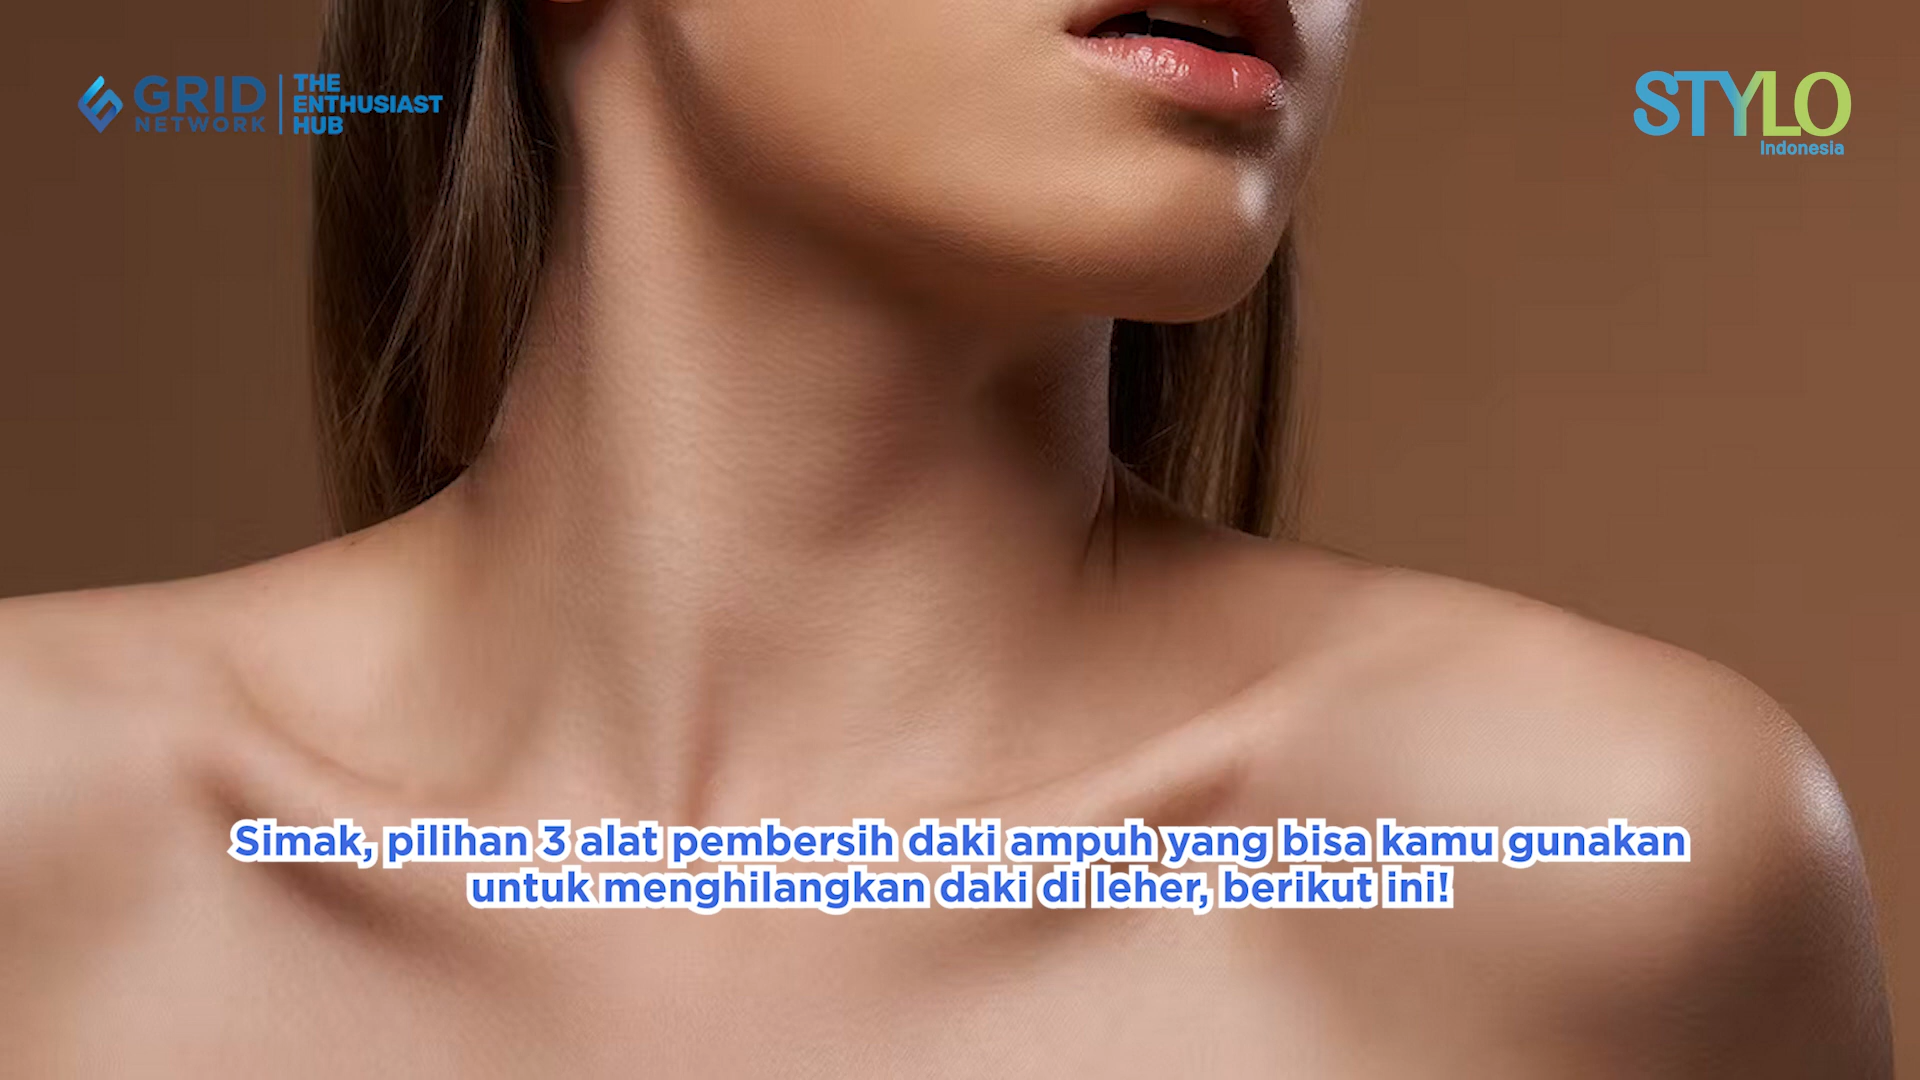 GRID
NETWORK
THE
ENTHUSIAST
HUB
STYLO
Indonesia
Simak, pilihan 3 alat pembersih daki ampuh yang bisa kamu gunakan
untuk menghilangkan daki di leher, berikut ini!